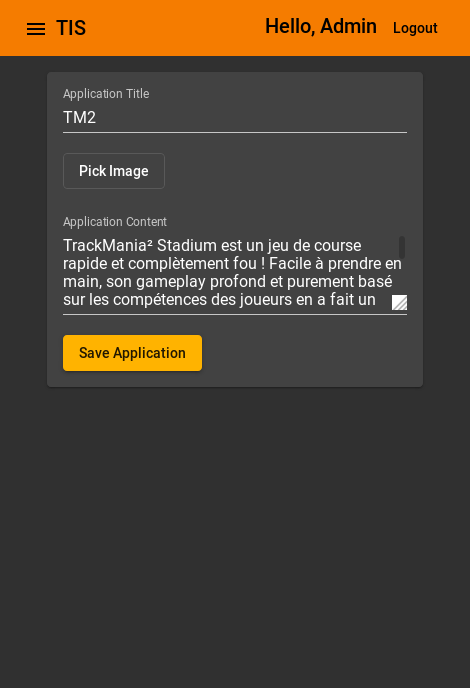 TIS
Hello, Admin
Logout
Application Title
TM2
Pick Image
Application Content
TrackMania² Stadium est un jeu de course
rapide et complètement fou ! Facile à prendre en
main, son gameplay profond et purement basé
sur les compétences des joueurs en a fait un
Save Application